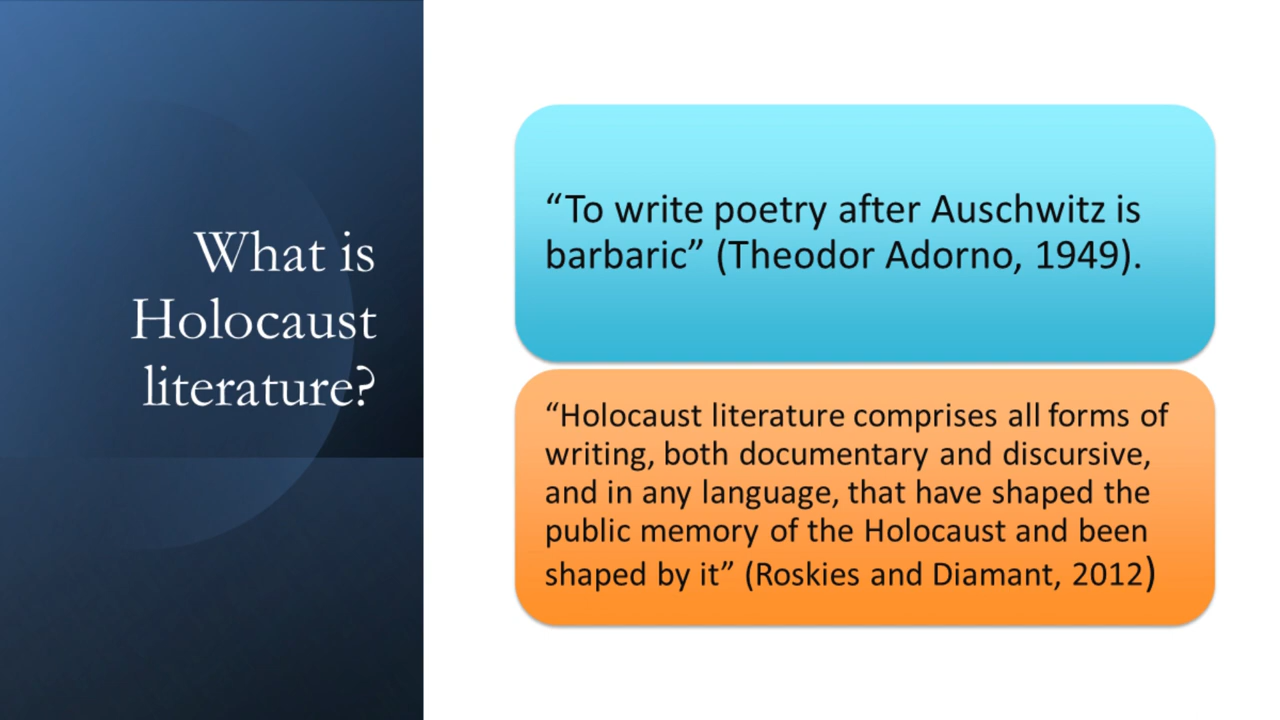 What is
Holocaust
literature?
“To write poetry after Auschwitz is
barbaric” (Theodor Adorno, 1949).
“Holocaust literature comprises all forms of
writing, both documentary and discursive,
and in any language, that have shaped the
public memory of the Holocaust and been
shaped by it” (Roskies and Diamant, 2012)